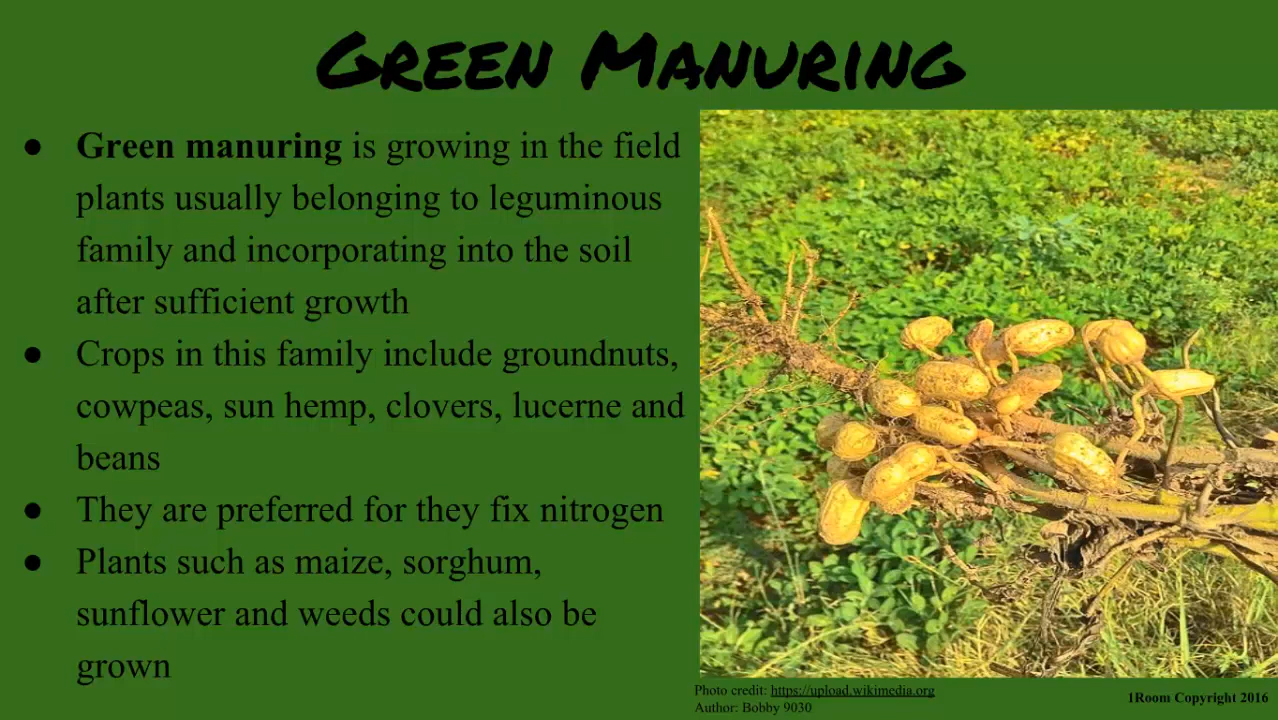 GREEN MANURING
● Green manuring is growing in the field
plants usually belonging to leguminous
family and incorporating into the soil
after sufficient growth
● Crops in this family include groundnuts,
cowpeas, sun hemp, clovers, lucerne and
beans
● They are preferred for they fix nitrogen
● Plants such as maize, sorghum,
sunflower and weeds could also be
grown
Photo credit: https://upload.wikimedia.org
Author: Bobby 9030
1Room Copyright 2016